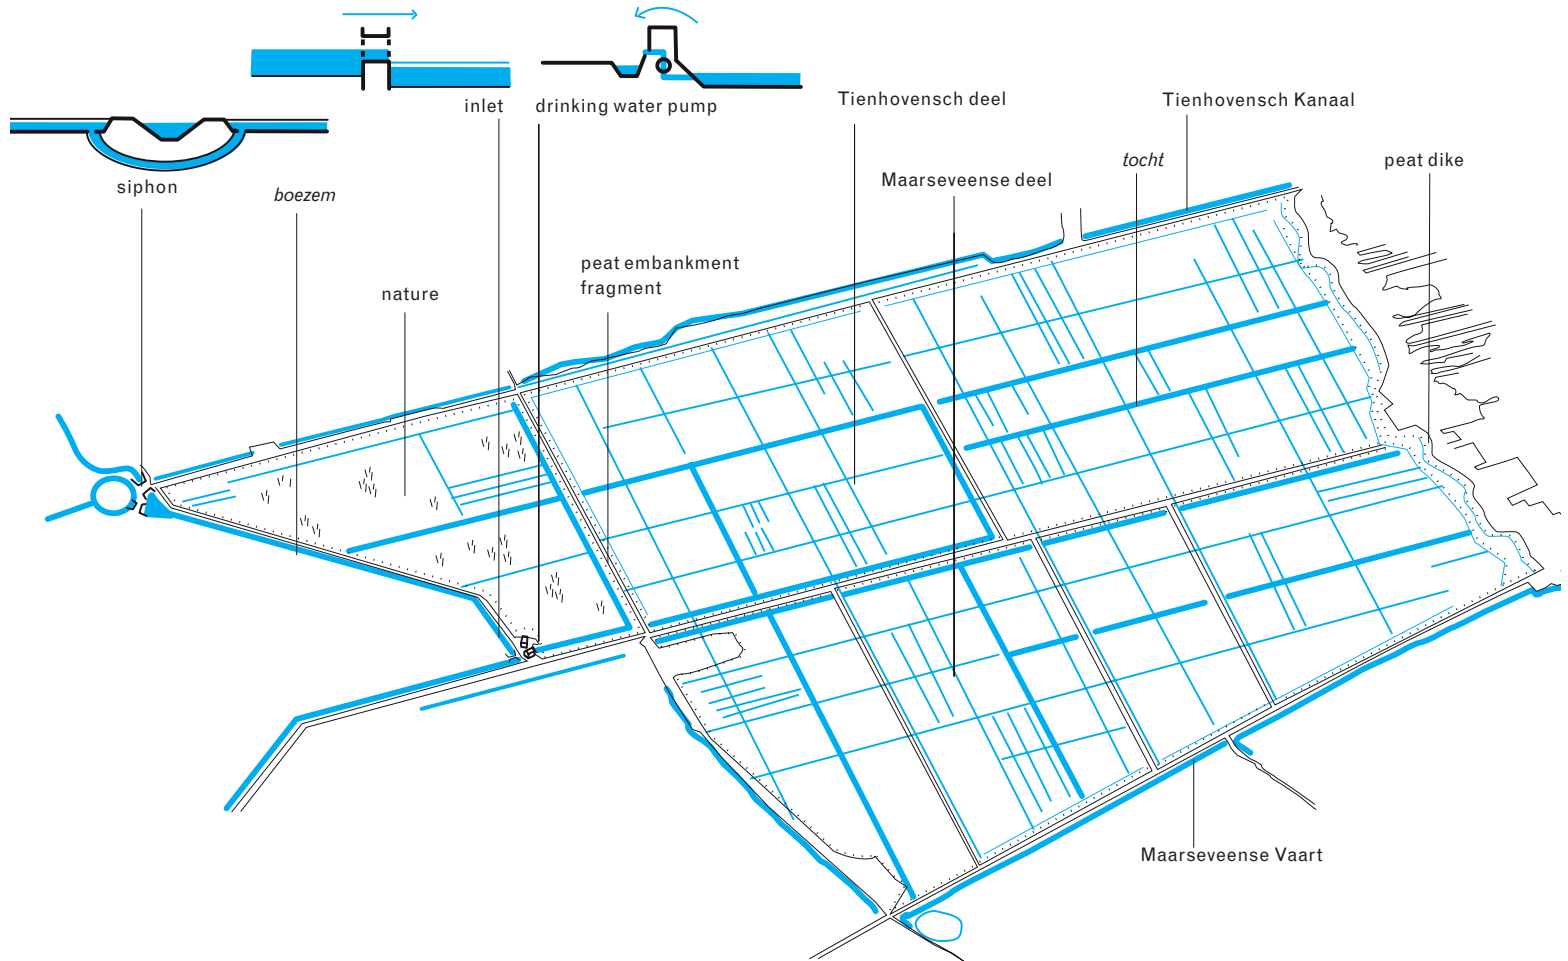 inlet
drinking water pump
Tienhovensch deel
Tienhovensch Kanaal
siphon
boezem
Maarseveense deel
tocht
peat dike
nature
peat embankment
fragment
Maarseveense Vaart